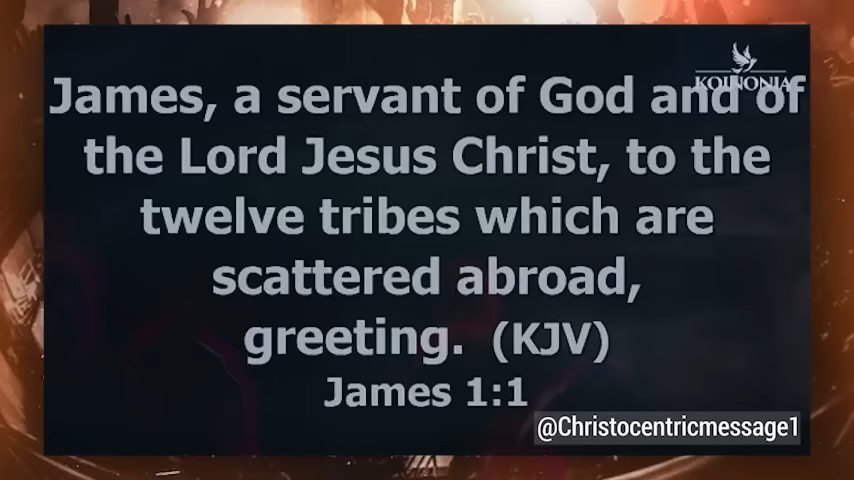 KOINONIA
James, a servant of God and of
the Lord Jesus Christ, to the
twelve tribes which are
scattered abroad,
greeting. (KJV)
James 1:1
@Christocentricmessage1